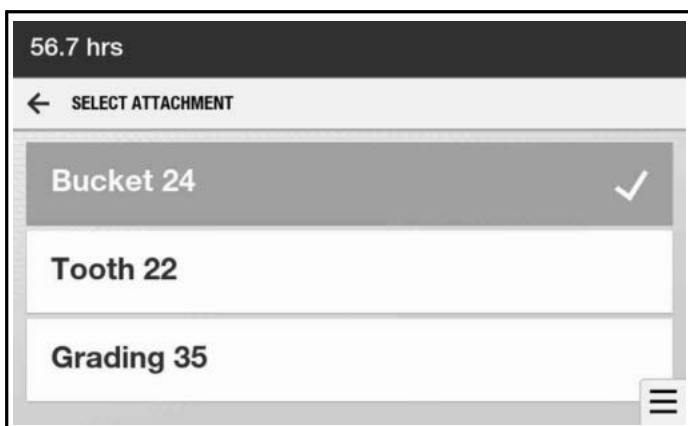 56.7 hrs
SELECT ATTACHMENT
Bucket 24
Tooth 22
Grading 35